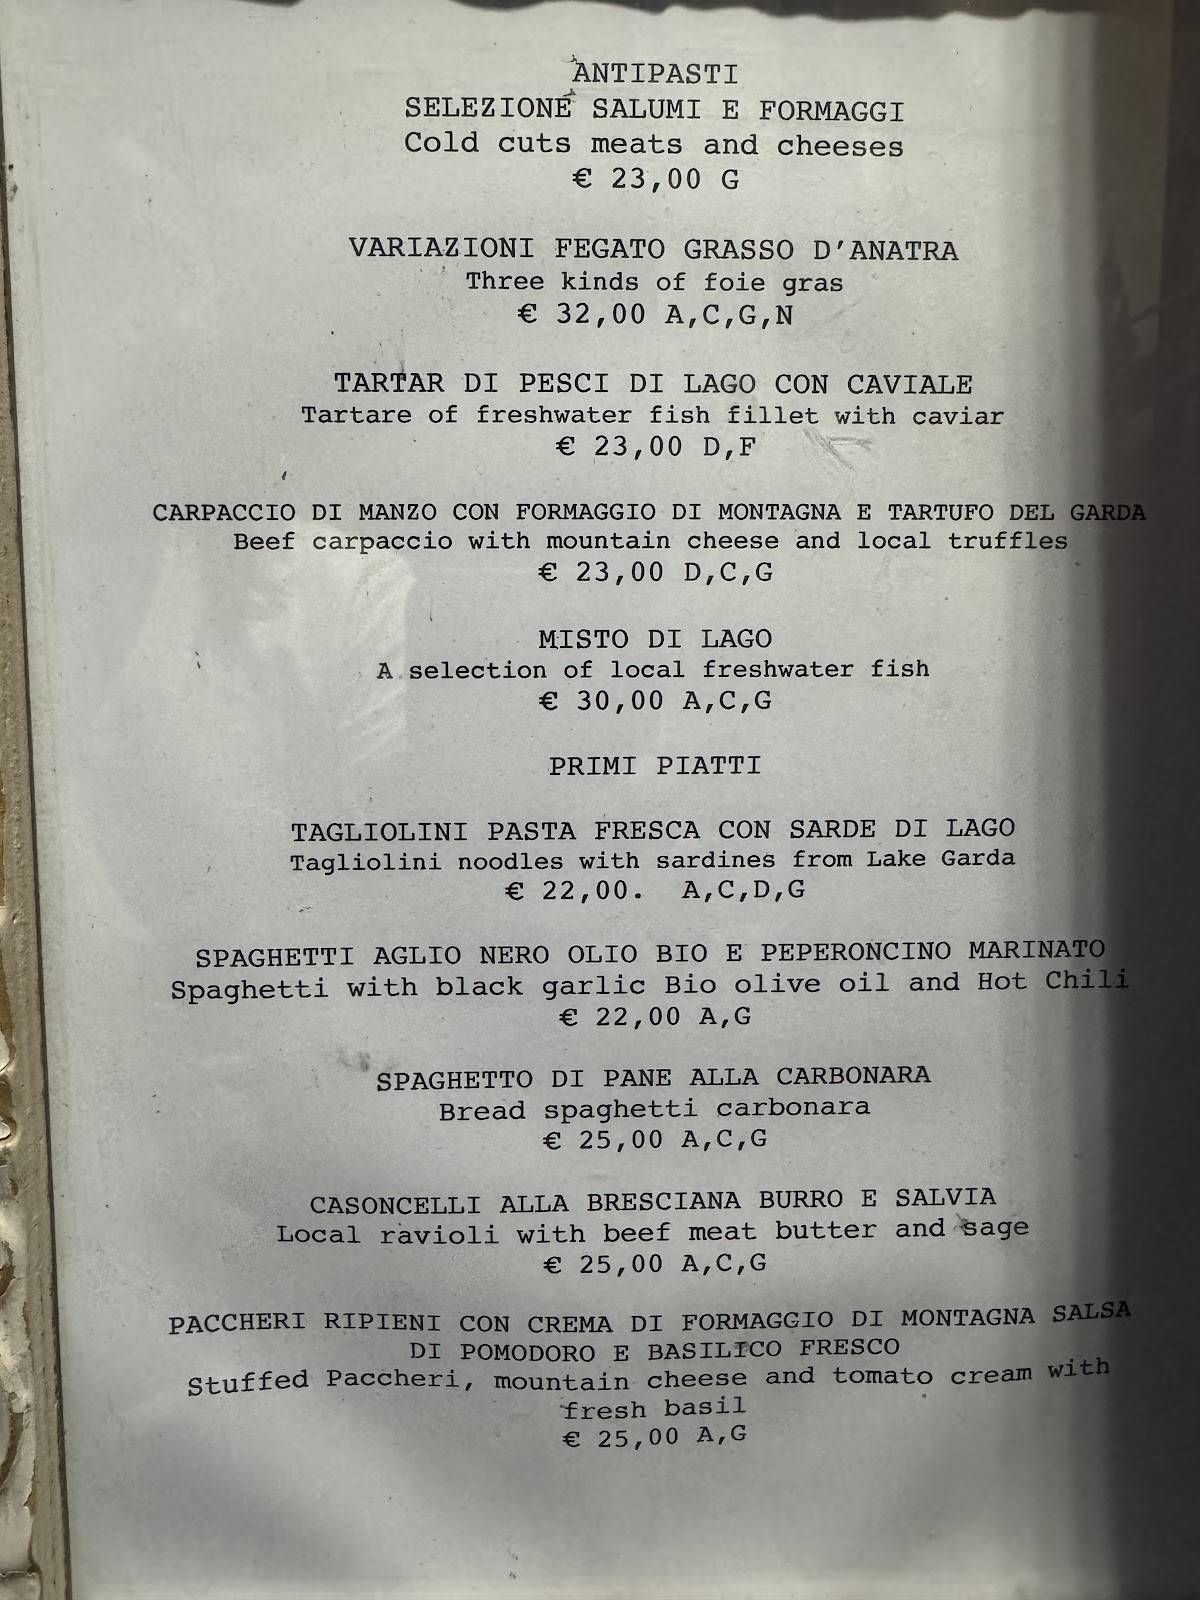 ANTIPASTI
SELEZIONE SALUMI E FORMAGGI
Cold cuts meats and cheeses
€ 23,00 G
VARIAZIONI FEGATO GRASSO D'ANATRA
Three kinds of foie gras
€ 32,00 A,C,G,N
TARTAR DI PESCI DI LAGO CON CAVIALE
Tartare of freshwater fish fillet with caviar
€ 23,00 D,F
CARPACCIO DI MANZO CON FORMAGGIO DI MONTAGNA E TARTUFO DEL GARDA
Beef carpaccio with mountain cheese and local truffles
€ 23,00 D,C,G
MISTO DI LAGO
A selection of local freshwater fish
€ 30,00 A,C,G
PRIMI PIATTI
TAGLIOLINI PASTA FRESCA CON SARDE DI LAGO
Tagliolini noodles with sardines from Lake Garda
€ 22,00. A,C,D,G
SPAGHETTI AGLIO NERO OLIO BIO E PEPERONCINO MARINATO
Spaghetti with black garlic Bio olive oil and Hot Chili
€ 22,00 A,G
SPAGHETTO DI PANE ALLA CARBONARA
Bread spaghetti carbonara
€ 25,00 A,C,G
CASONCELLI ALLA BRESCIANA BURRO E SALVIA
Local ravioli with beef meat butter and sage
€ 25,00 A,C,G
PACCHERI RIPIENI CON CREMA DI FORMAGGIO DI MONTAGNA SALSA
DI POMODORO E BASILICO FRESCO
Stuffed Paccheri, mountain cheese and tomato cream with
fresh basil
€ 25,00 A,G